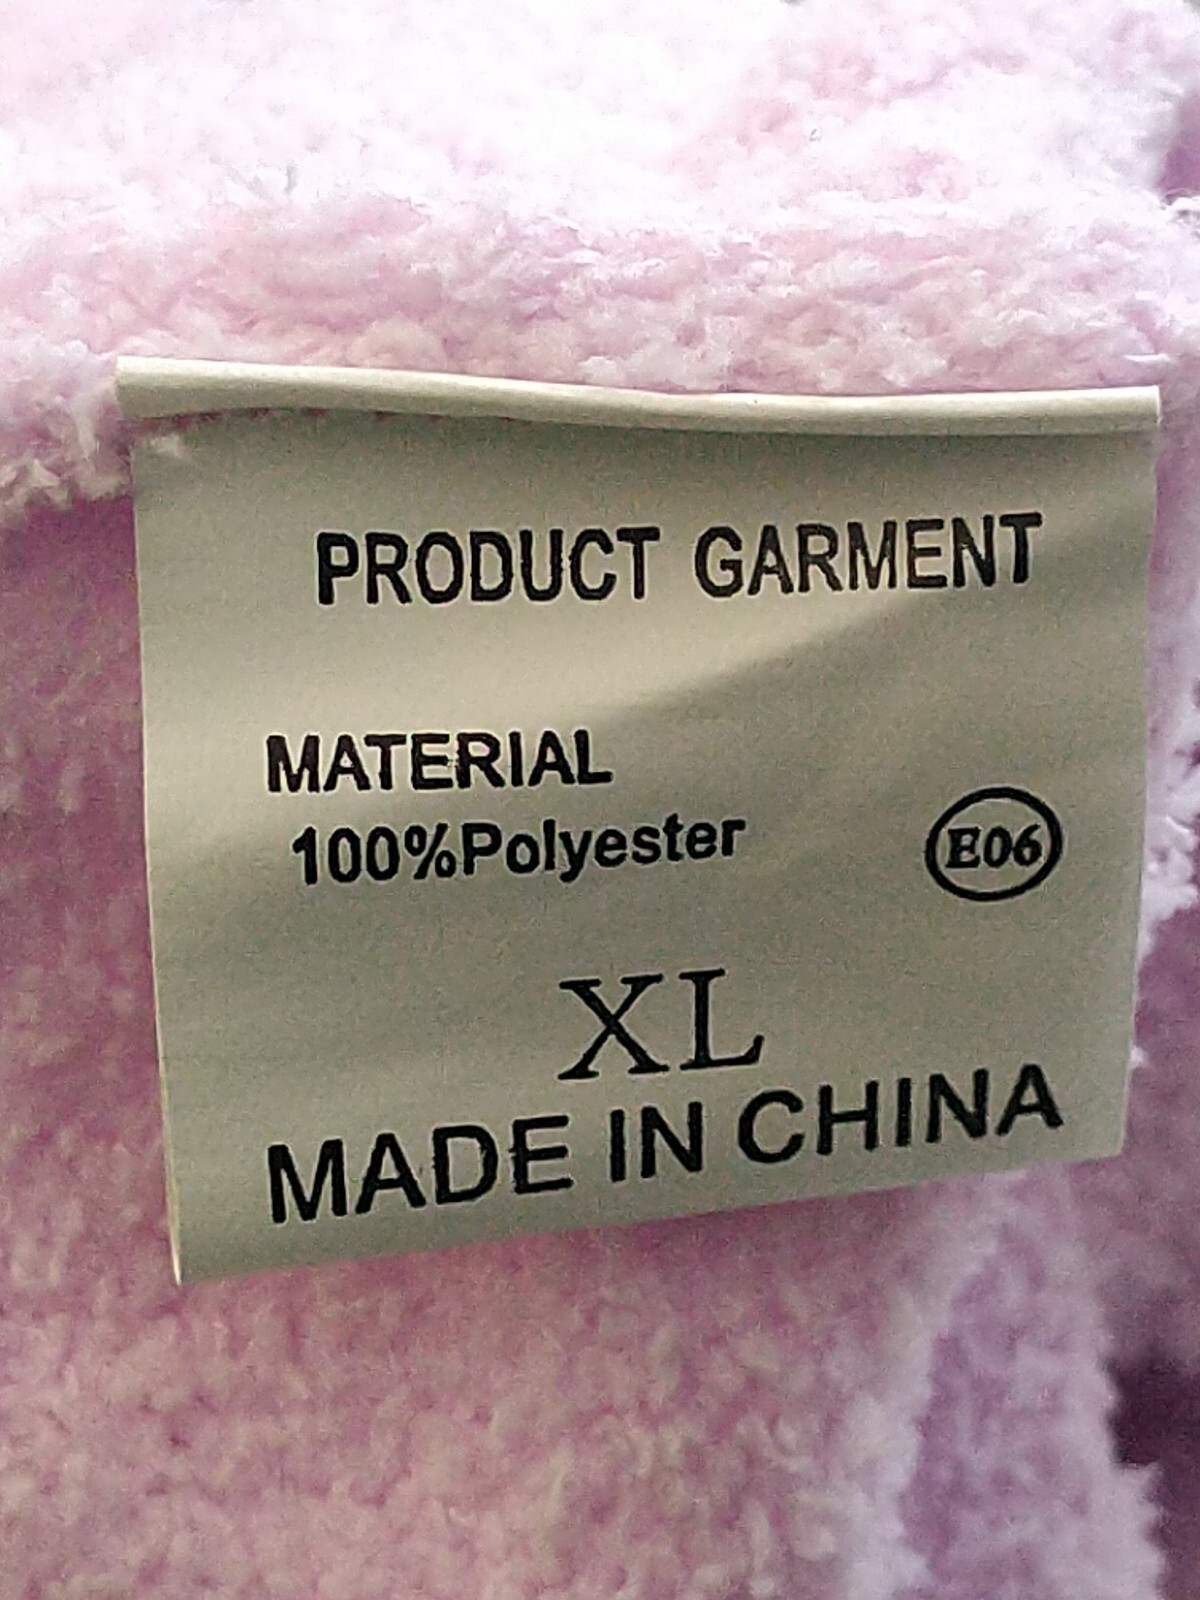 PRODUCT GARMENT
MATERIAL
100%Polyester
E06
XL
MADE IN CHINA